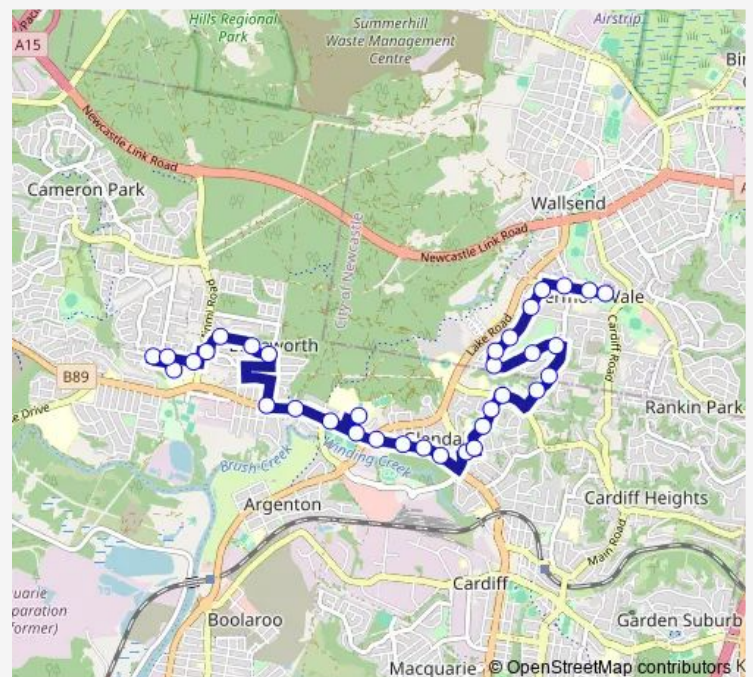 Hills Regional
Park
Summerhill
Waste Management
Centre
Airstrip
A15
Newcastle Link Road
Cameron Park
Wallsend
Newcastle Link Road
City of Newcastle
Lake Road
Vale
Cardiff Road
B89
Rankin Park
Brush Creek
Winding Creek
Argenton
Cardiff Heights
Main Road
Cardiff
Boolaroo
Garden Suburb
Macquarie
© OpenStreetMap contributors